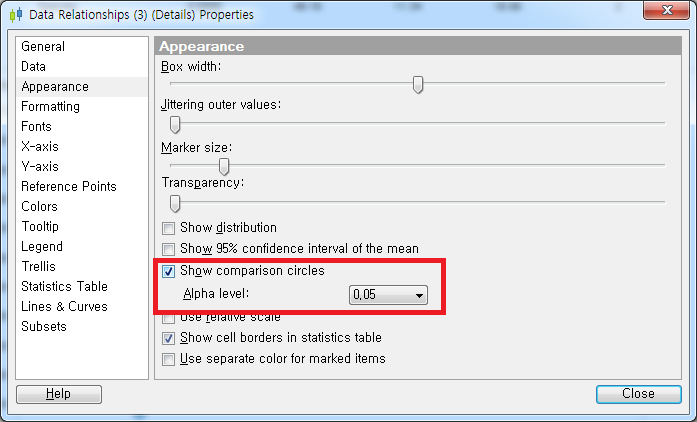 Data Relationships (3) (Details) Properties
General
Data
Appearance
Formatting
Fonts
X-axis
Y-axis
Reference Points
Colors
Tooltip
Legend
Trellis
Statistics Table
Lines & Curves
Subsets
Appearance
Box width:
Jittering outer values:
Marker size:
Transparency:
Show distribution
Show 95% confidence interval of the mean
Show comparison circles
Alpha level:
0,05
Use relative scale
Show cell borders in statistics table
Use separate color for marked items
Help
Close